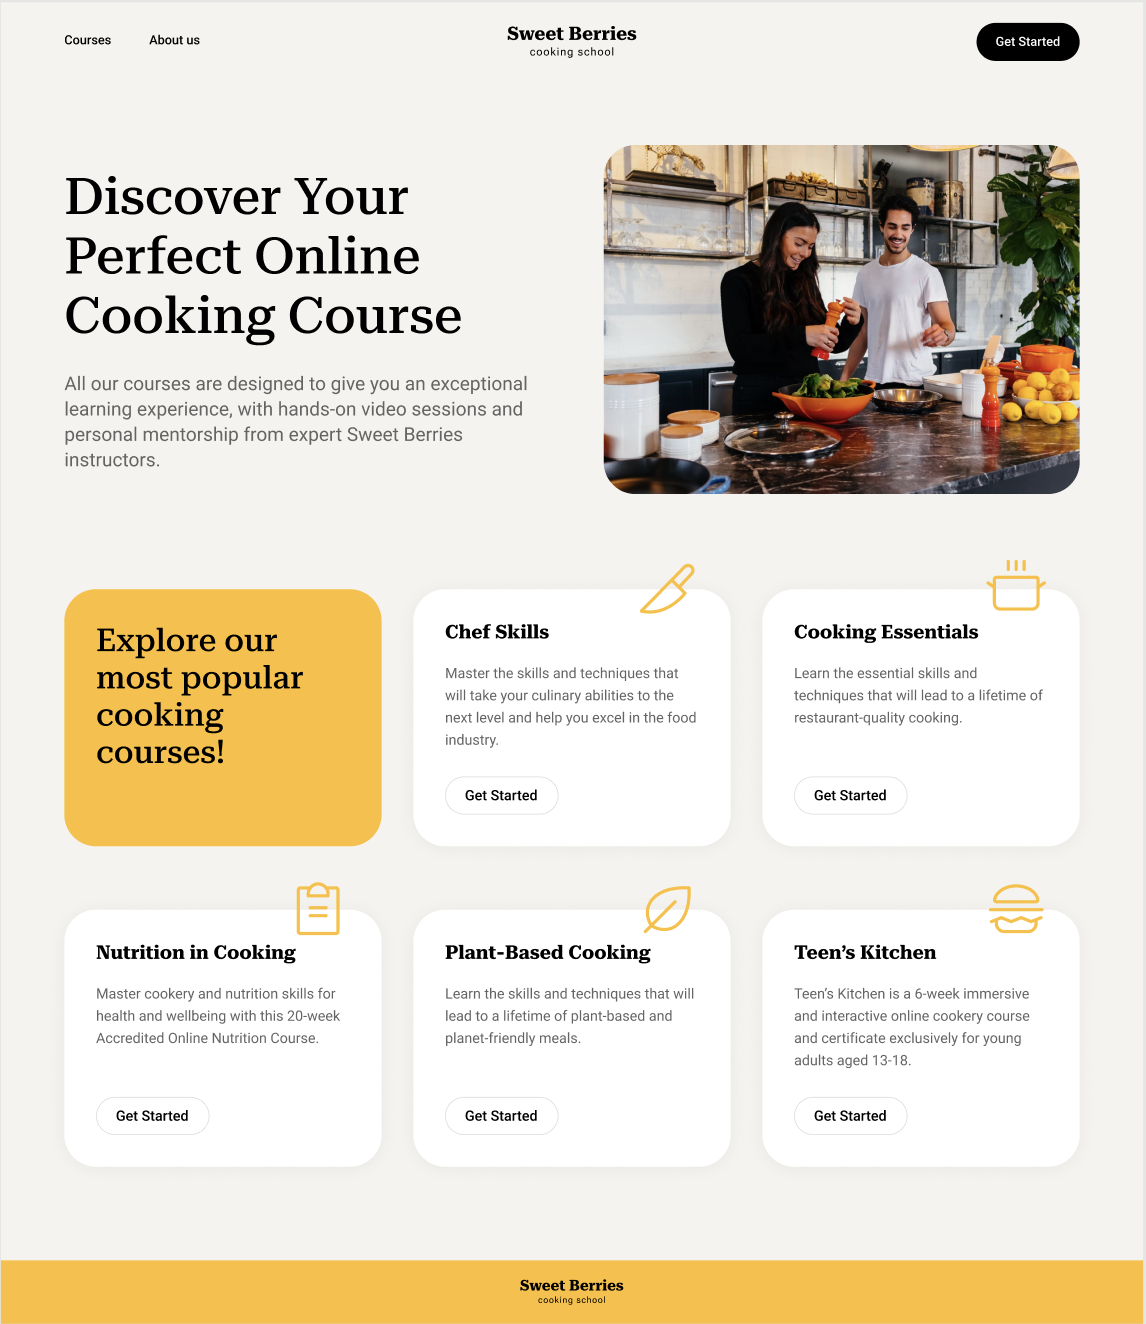 Courses
About us
Sweet Berries
cooking school
Get Started
Discover Your
Perfect Online
Cooking Course
All our courses are designed to give you an exceptional
learning experience, with hands-on video sessions and
personal mentorship from expert Sweet Berries
instructors.
Explore our
most popular
cooking
courses!
Chef Skills
Master the skills and techniques that
will take your culinary abilities to the
next level and help you excel in the food
industry.
Get Started
Cooking Essentials
Learn the essential skills and
techniques that will lead to a lifetime of
restaurant-quality cooking.
Get Started
Nutrition in Cooking
Master cookery and nutrition skills for
health and wellbeing with this 20-week
Accredited Online Nutrition Course.
Get Started
Plant-Based Cooking
Learn the skills and techniques that will
lead to a lifetime of plant-based and
planet-friendly meals.
Get Started
Teen’s Kitchen
Teen’s Kitchen is a 6-week immersive
and interactive online cookery course
and certificate exclusively for young
adults aged 13-18.
Get Started
Sweet Berries
cooking school